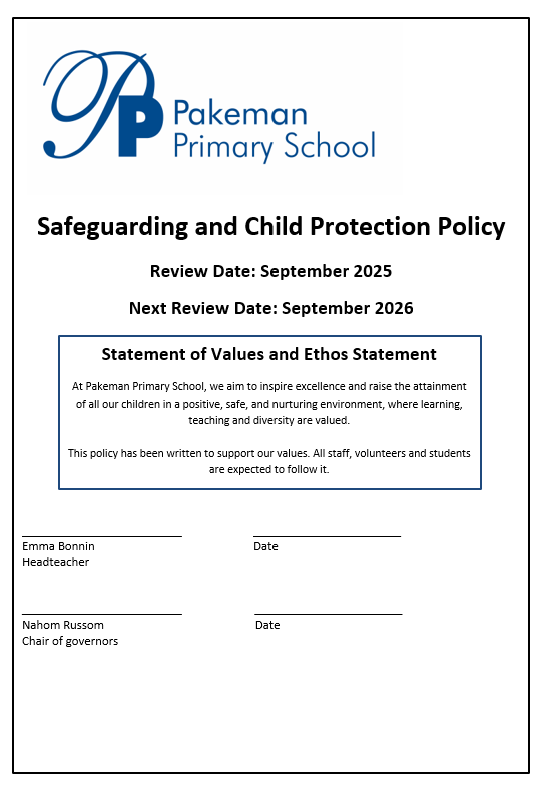 Pakeman
Primary School
Safeguarding and Child Protection Policy
Review Date: September 2025
Next Review Date: September 2026
Statement of Values and Ethos Statement
At Pakeman Primary School, we aim to inspire excellence and raise the attainment
of all our children in a positive, safe, and nurturing environment, where learning,
teaching and diversity are valued.
This policy has been written to support our values. All staff, volunteers and students
are expected to follow it.
Emma Bonnin
Date
Headteacher
Nahom Russom
Date
Chair of governors